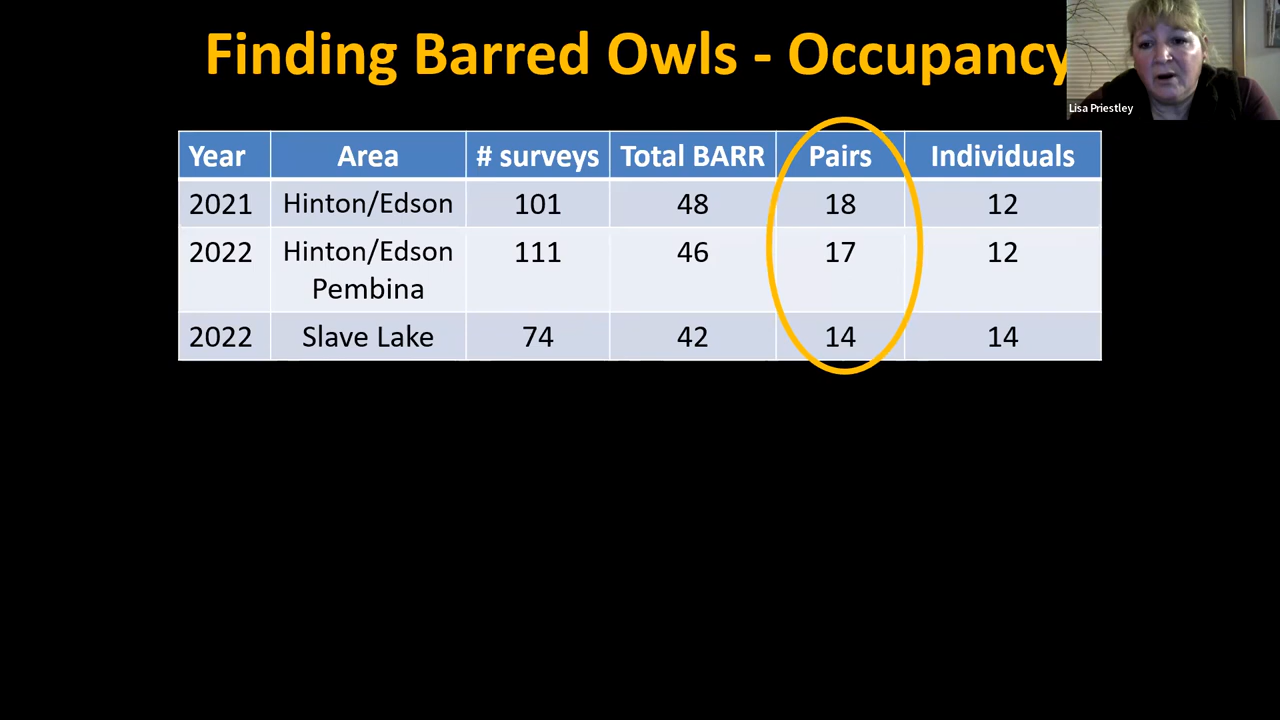 Finding Barred Owls - Occupancy
Lisa Priestley
Year Area # surveys Total BARR Pairs Individuals
2021 Hinton/Edson 101 48 18 12
2022 Hinton/Edson 111 46 17 12
Pembina
2022 Slave Lake 74 42 14 14